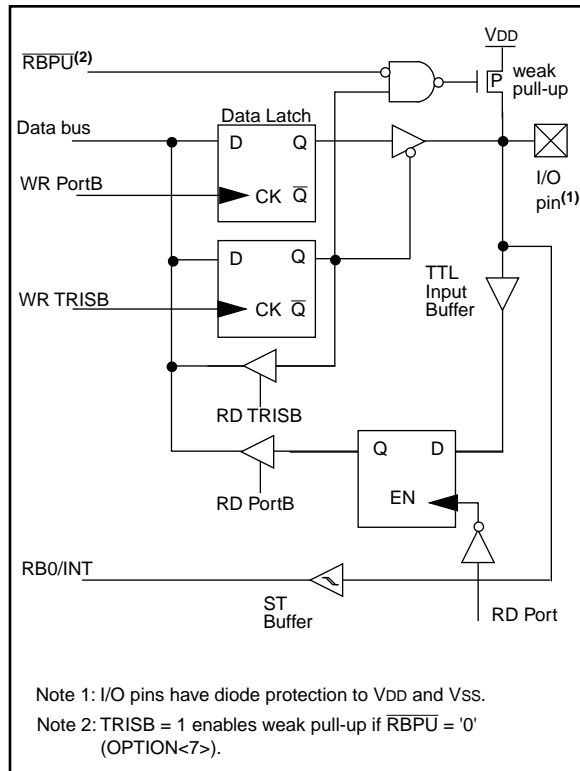 VDD
R̅B̅P̅U̅(2)
P
weak
pull-up
Data Latch
Data bus
D Q
I/O
pin(1)
WR PortB
CK Q̅
D Q
TTL
Input
Buffer
WR TRISB
CK Q̅
RD TRISB
Q D
EN
RD PortB
RB0/INT
ST
Buffer
RD Port
Note 1: I/O pins have diode protection to VDD and VSS.
Note 2: TRISB = 1 enables weak pull-up if R̅B̅P̅U̅ = '0'
(OPTION<7>).